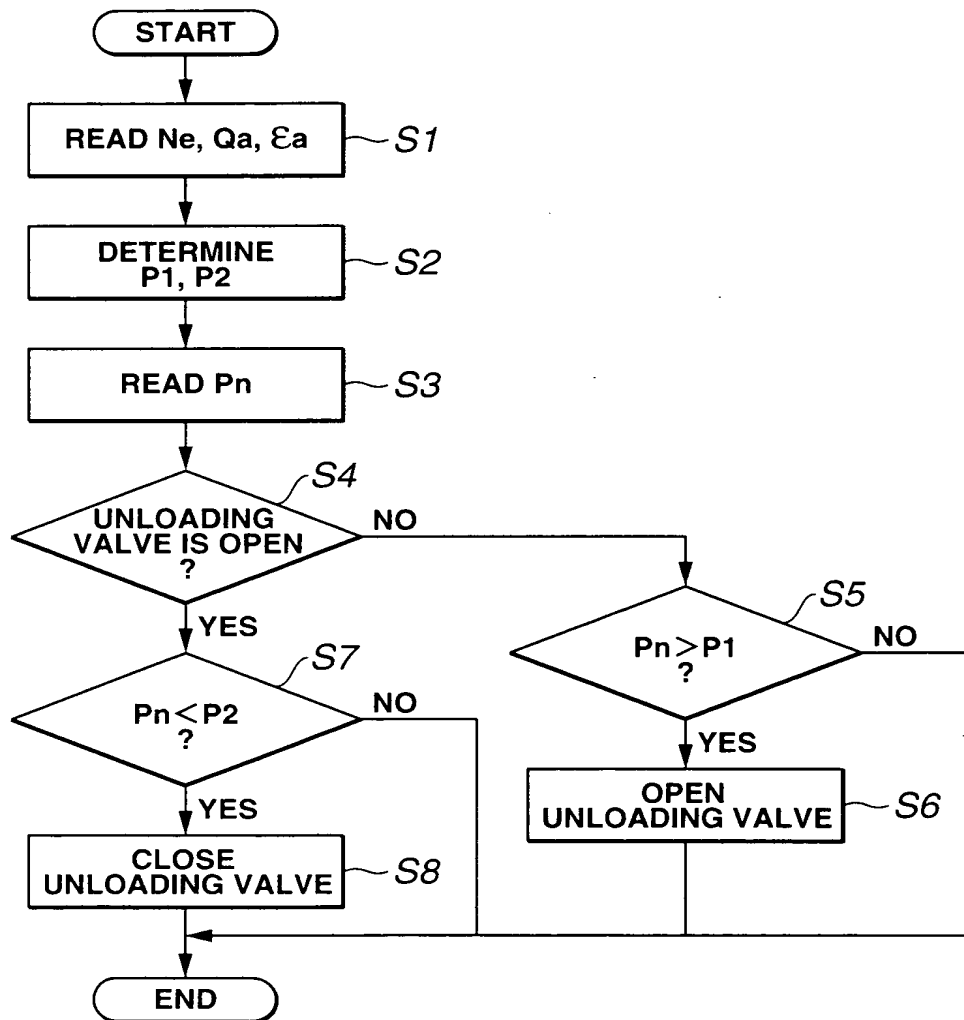 START
READ Ne, Qa, Ɛa
S1
DETERMINE
P1, P2
S2
READ Pn
S3
S4
UNLOADING
VALVE IS OPEN
?
NO
YES
S5
Pn>P1
?
NO
YES
S7
Pn<P2
?
NO
YES
OPEN
UNLOADING VALVE
S6
CLOSE
UNLOADING VALVE
S8
END